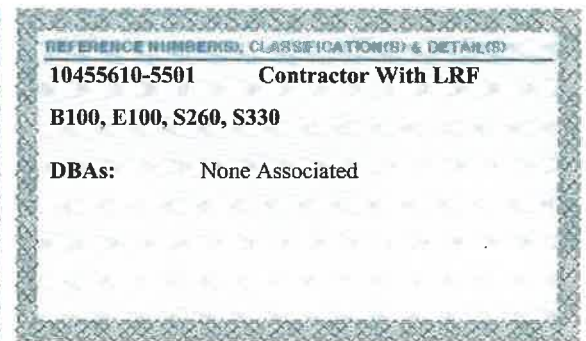 REFERENCE NUMBER(S), CLASSIFICATION(S) & DETAIL(S)
10455610-5501 Contractor With LRF
B100, E100, S260, S330
DBAs: None Associated